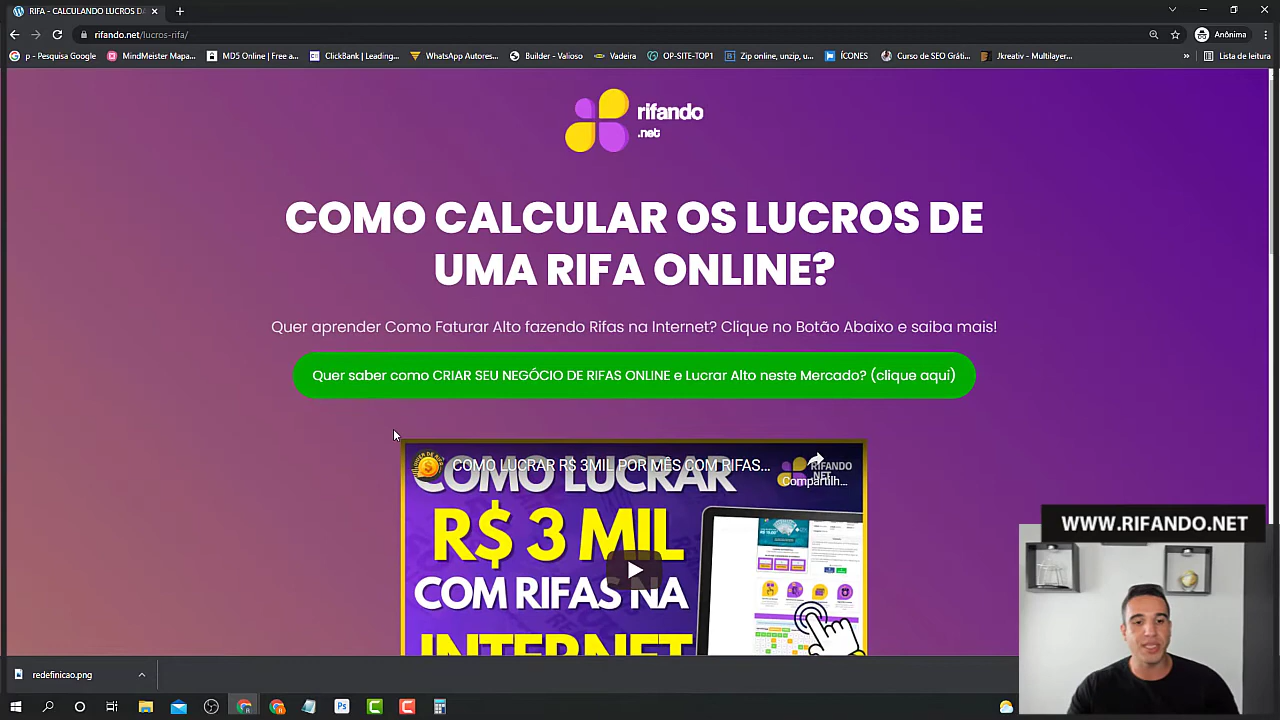 RIFA - CALCULANDO LUCROS DA
rifando.net/lucros-rifa/
Anônima
p - Pesquisa Google
MindMeister Mapa...
MD5 Online | Free a...
ClickBank | Leading...
WhatsApp Autores...
Builder - Valioso
Vadeira
OP-SITE-TOP1
Zip online, unzip, u...
ÍCONES
Curso de SEO Gráti...
Jkreativ - Multilayer...
»
Lista de leitura
rifando
.net
COMO CALCULAR OS LUCROS DE
UMA RIFA ONLINE?
Quer aprender Como Faturar Alto fazendo Rifas na Internet? Clique no Botão Abaixo e saiba mais!
Quer saber como CRIAR SEU NEGÓCIO DE RIFAS ONLINE e Lucrar Alto neste Mercado? (clique aqui)
COMO LUCRAR R$ 3MIL POR MÊS COM RIFAS...
Compartilh...
RIFANDO
.NET
COMO LUCRAR
R$ 3 MIL
COM RIFAS NA
INTERNET
WWW.RIFANDO.NET
redefinicao.png